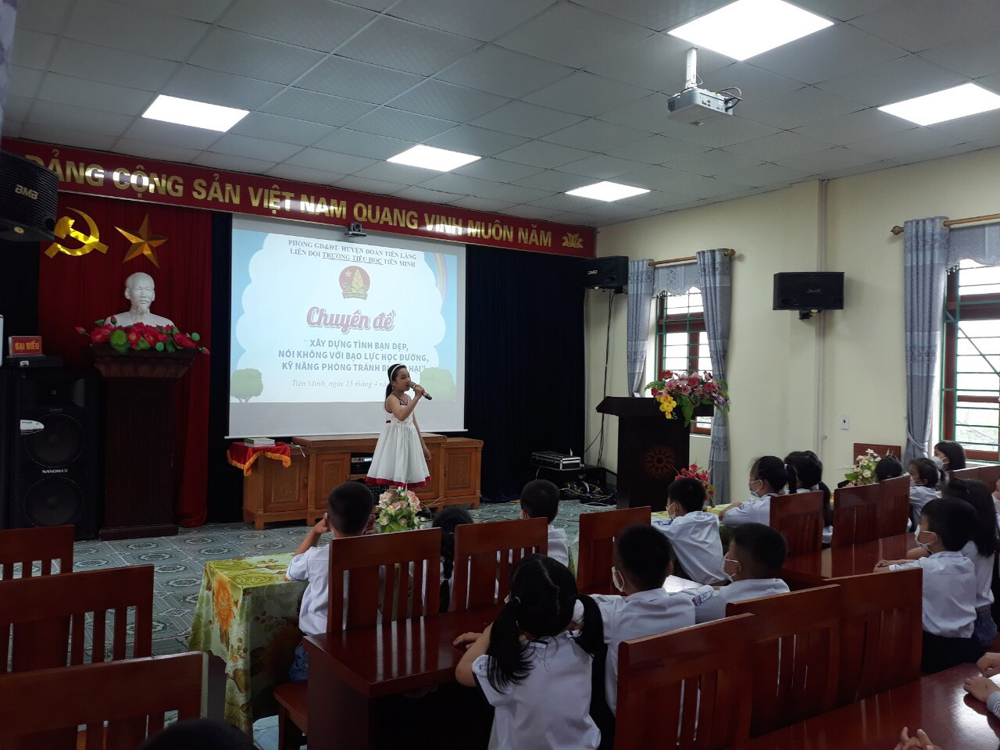 ĐẢNG CỘNG SẢN VIỆT NAM QUANG VINH MUÔN NĂM
BMB
PHÒNG GD&ĐT- HUYỆN ĐOÀN TIÊN LÃNG
LIÊN ĐỘI TRƯỜNG TIỂU HỌC TIÊN MINH
Chuyên đề
"XÂY DỰNG TÌNH BẠN ĐẸP,
NÓI KHÔNG VỚI BẠO LỰC HỌC ĐƯỜNG,
KỸ NĂNG PHÒNG TRÁNH HẠI"
Tiên Minh, ngày 15 tháng 4
ĐẠI BIỂU
NANOMAX